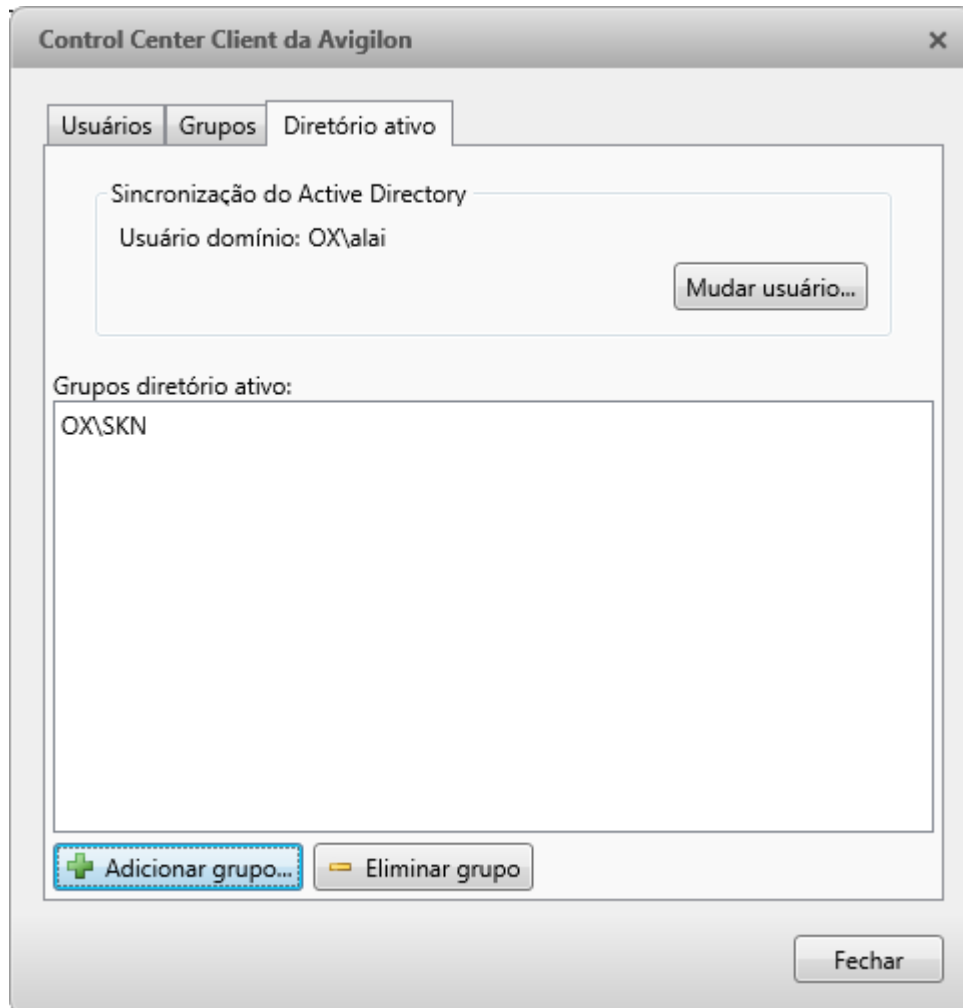 Control Center Client da Avigilon
Usuários Grupos Diretório ativo
Sincronização do Active Directory
Usuário domínio: OX\alai
Mudar usuário...
Grupos diretório ativo:
OX\SKN
Adicionar grupo... Eliminar grupo
Fechar